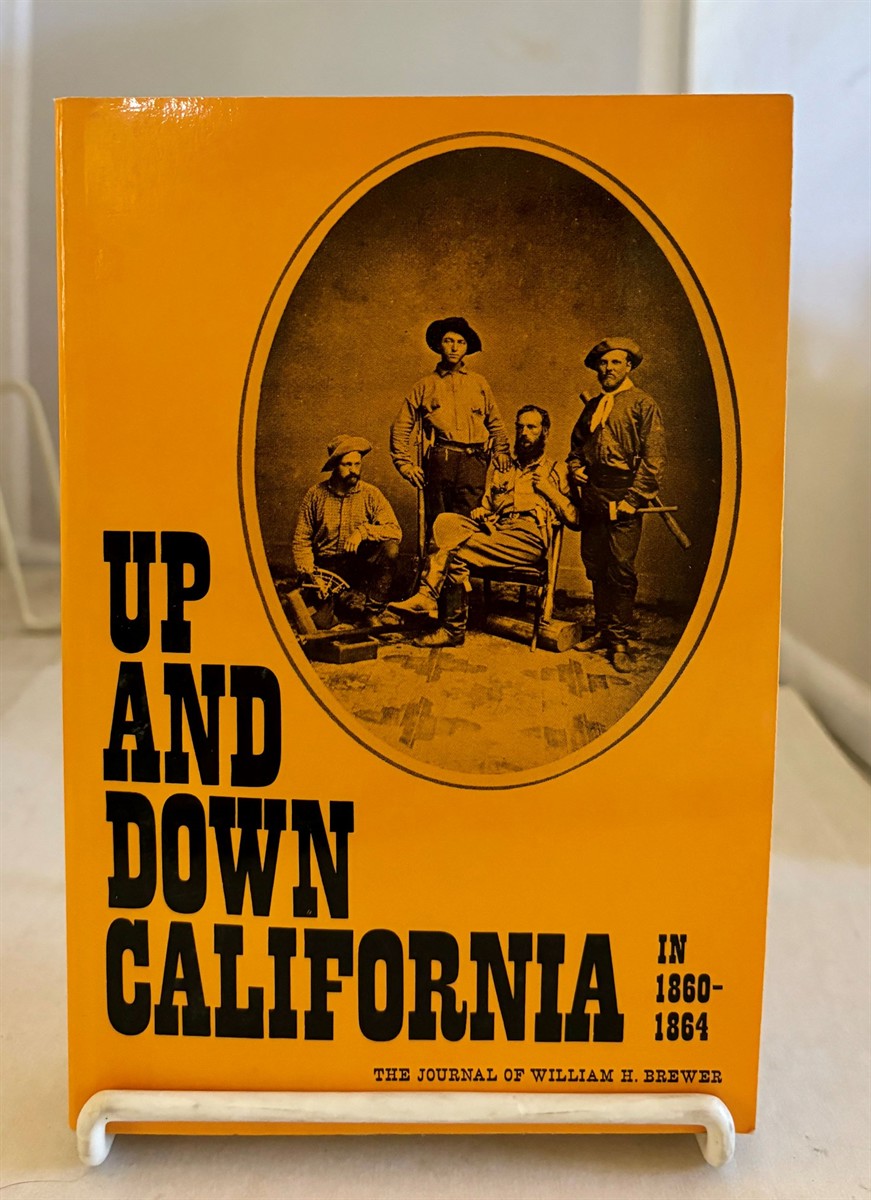 UP
AND
DOWN
CALIFORNIA
IN
1860-
1864
THE JOURNAL OF WILLIAM H. BREWER